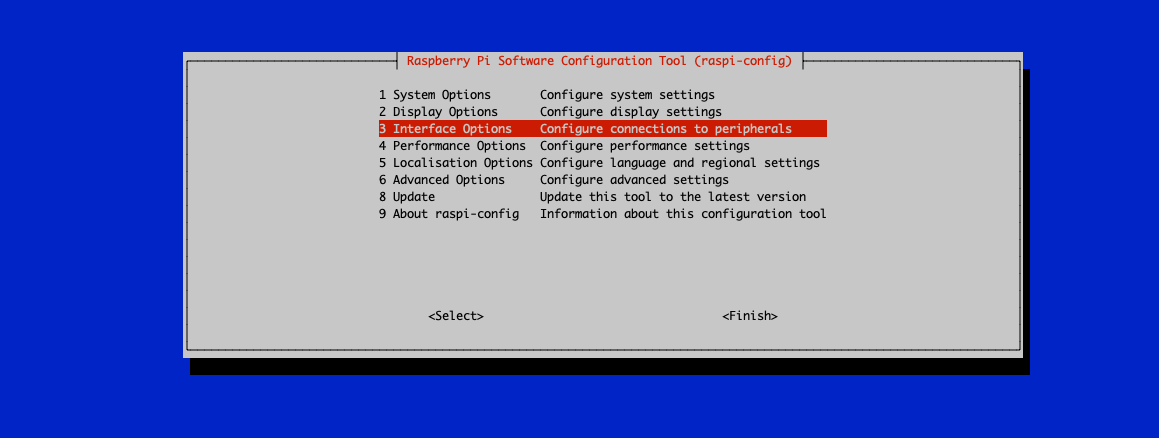 Raspberry Pi Software Configuration Tool (raspi-config)
1 System Options Configure system settings
2 Display Options Configure display settings
3 Interface Options Configure connections to peripherals
4 Performance Options Configure performance settings
5 Localisation Options Configure language and regional settings
6 Advanced Options Configure advanced settings
8 Update Update this tool to the latest version
9 About raspi-config Information about this configuration tool
<Select> <Finish>